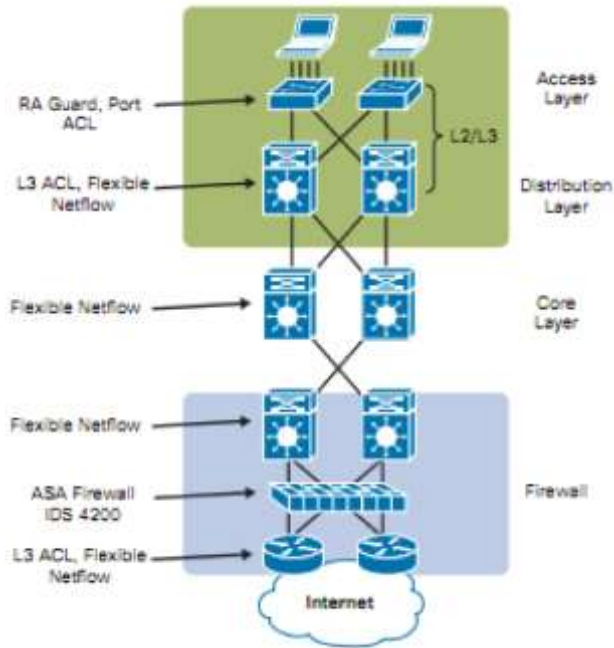 RA Guard, Port
ACL
Access
Layer
L2/L3
L3 ACL, Flexible
Netflow
Distribution
Layer
Flexible Netflow
Core
Layer
Flexible Netflow
ASA Firewall
IDS 4200
Firewall
L3 ACL, Flexible
Netflow
Internet